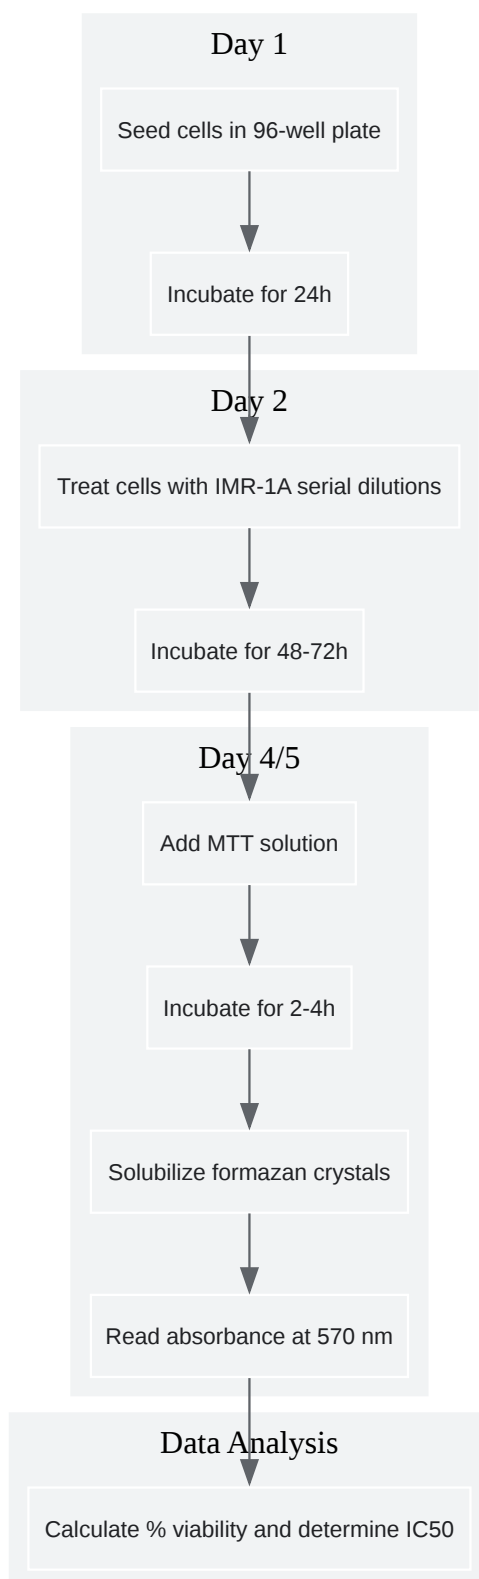 Day 1
Seed cells in 96-well plate
Incubate for 24h
Day 2
Treat cells with IMR-1A serial dilutions
Incubate for 48-72h
Day 4/5
Add MTT solution
Incubate for 2-4h
Solubilize formazan crystals
Read absorbance at 570 nm
Data Analysis
Calculate % viability and determine IC50